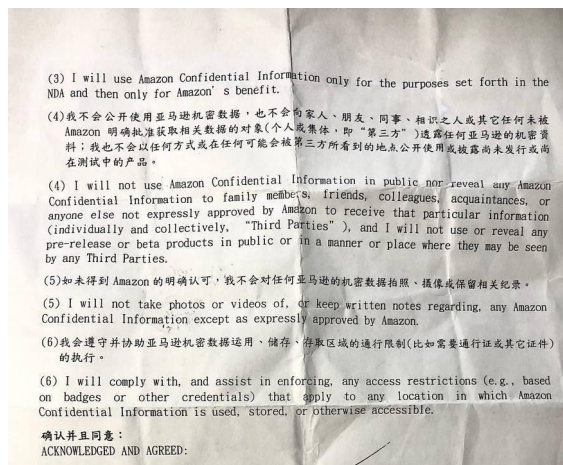 (3) I will use Amazon Confidential Information only for the purposes set forth in the
NDA and then only for Amazon's benefit.
(4)我不会公开使用亚马逊机密数据，也不会向家人、朋友、同事、相识之人或其它任何未被
Amazon 明确批准获取相关数据的对象(个人或集体，即“第三方”)透露任何亚马逊的机密资
料；我也不会以任何方式或在任何可能会被第三方所看到的地点公开使用或披露尚未发行或尚
在测试中的产品。
(4) I will not use Amazon Confidential Information in public nor reveal any Amazon
Confidential Information to family members, friends, colleagues, acquaintances, or
anyone else not expressly approved by Amazon to receive that particular information
(individually and collectively, “Third Parties”), and I will not use or reveal any
pre-release or beta products in public or in a manner or place where they may be seen
by any Third Parties.
(5)如未得到 Amazon 的明确认可，我不会对任何亚马逊的机密数据拍照、摄像或保留相关纪录。
(5) I will not take photos or videos of, or keep written notes regarding, any Amazon
Confidential Information except as expressly approved by Amazon.
(6)我会遵守并协助亚马逊机密数据运用、储存、存取区域的通行限制(比如需要通行证或其它证件)
的执行。
(6) I will comply with, and assist in enforcing, any access restrictions (e.g., based
on badges or other credentials) that apply to any location in which Amazon
Confidential Information is used, stored, or otherwise accessible.
确认并且同意：
ACKNOWLEDGED AND AGREED: